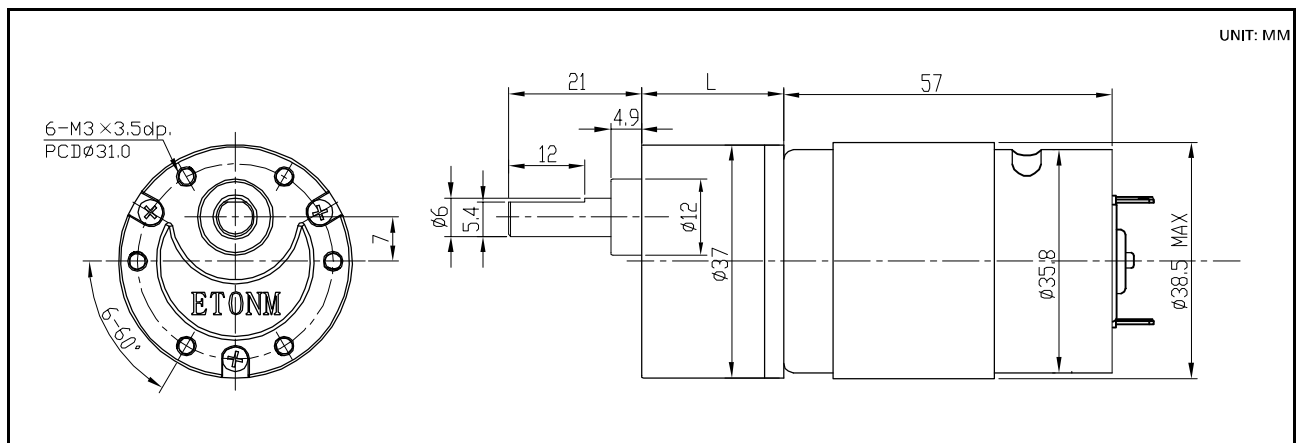 UNIT: MM
21
L
57
4.9
6-M3×3.5dp.
PCDØ31.0
12
Ø6
5.4
Ø12
7
Ø37
Ø35.8
Ø38.5 MAX
ETONM
6-60°